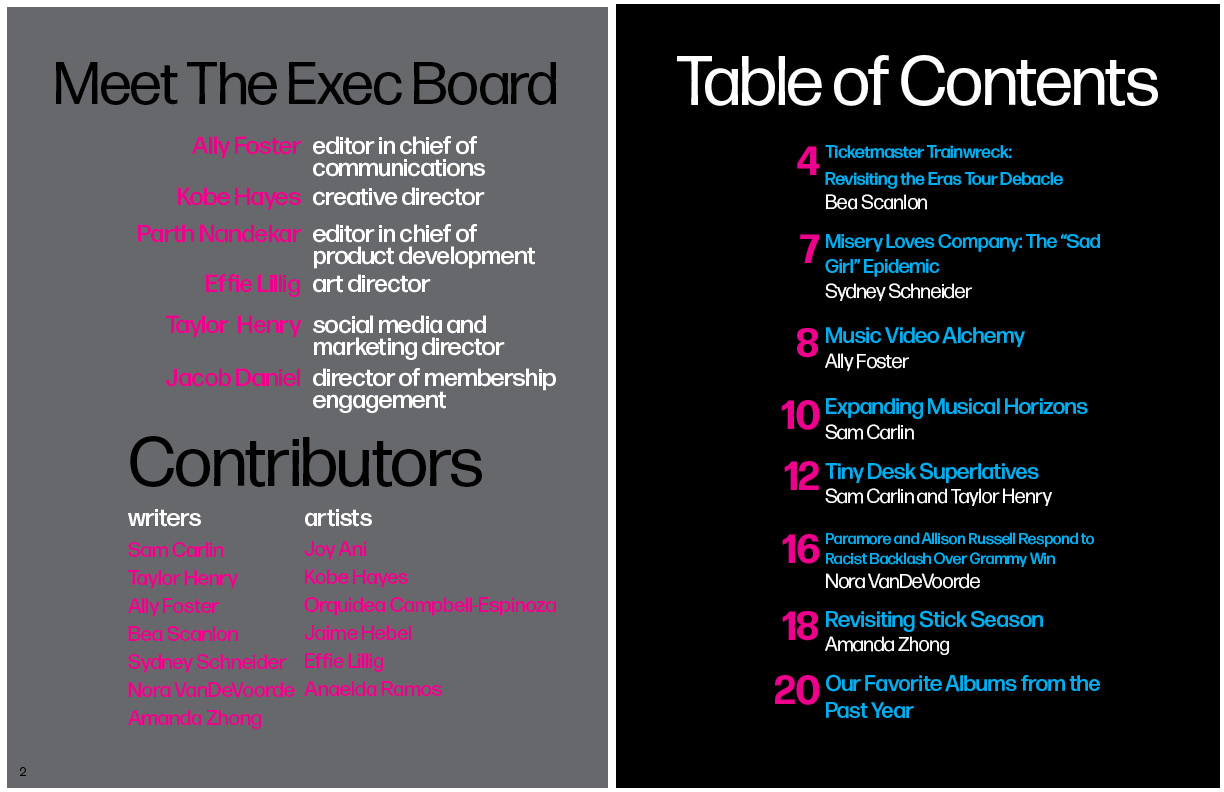 Meet The Exec Board
Ally Foster editor in chief of
communications
Kobe Hayes creative director
Parth Nandekar editor in chief of
product development
Effie Lillig art director
Taylor Henry social media and
marketing director
Jacob Daniel director of membership
engagement
Contributors
writers
Sam Carlin
Taylor Henry
Ally Foster
Bea Scanlon
Sydney Schneider
Nora VanDeVoorde
Amanda Zhong
artists
Joy Ani
Kobe Hayes
Orquidea Campbell-Espinoza
Jaime Hebel
Effie Lillig
Anaelda Ramos
2
Table of Contents
4 Ticketmaster Trainwreck:
Revisiting the Eras Tour Debacle
Bea Scanlon
7 Misery Loves Company: The “Sad
Girl” Epidemic
Sydney Schneider
8 Music Video Alchemy
Ally Foster
10 Expanding Musical Horizons
Sam Carlin
12 Tiny Desk Superlatives
Sam Carlin and Taylor Henry
16 Paramore and Allison Russell Respond to
Racist Backlash Over Grammy Win
Nora VanDeVoorde
18 Revisiting Stick Season
Amanda Zhong
20 Our Favorite Albums from the
Past Year